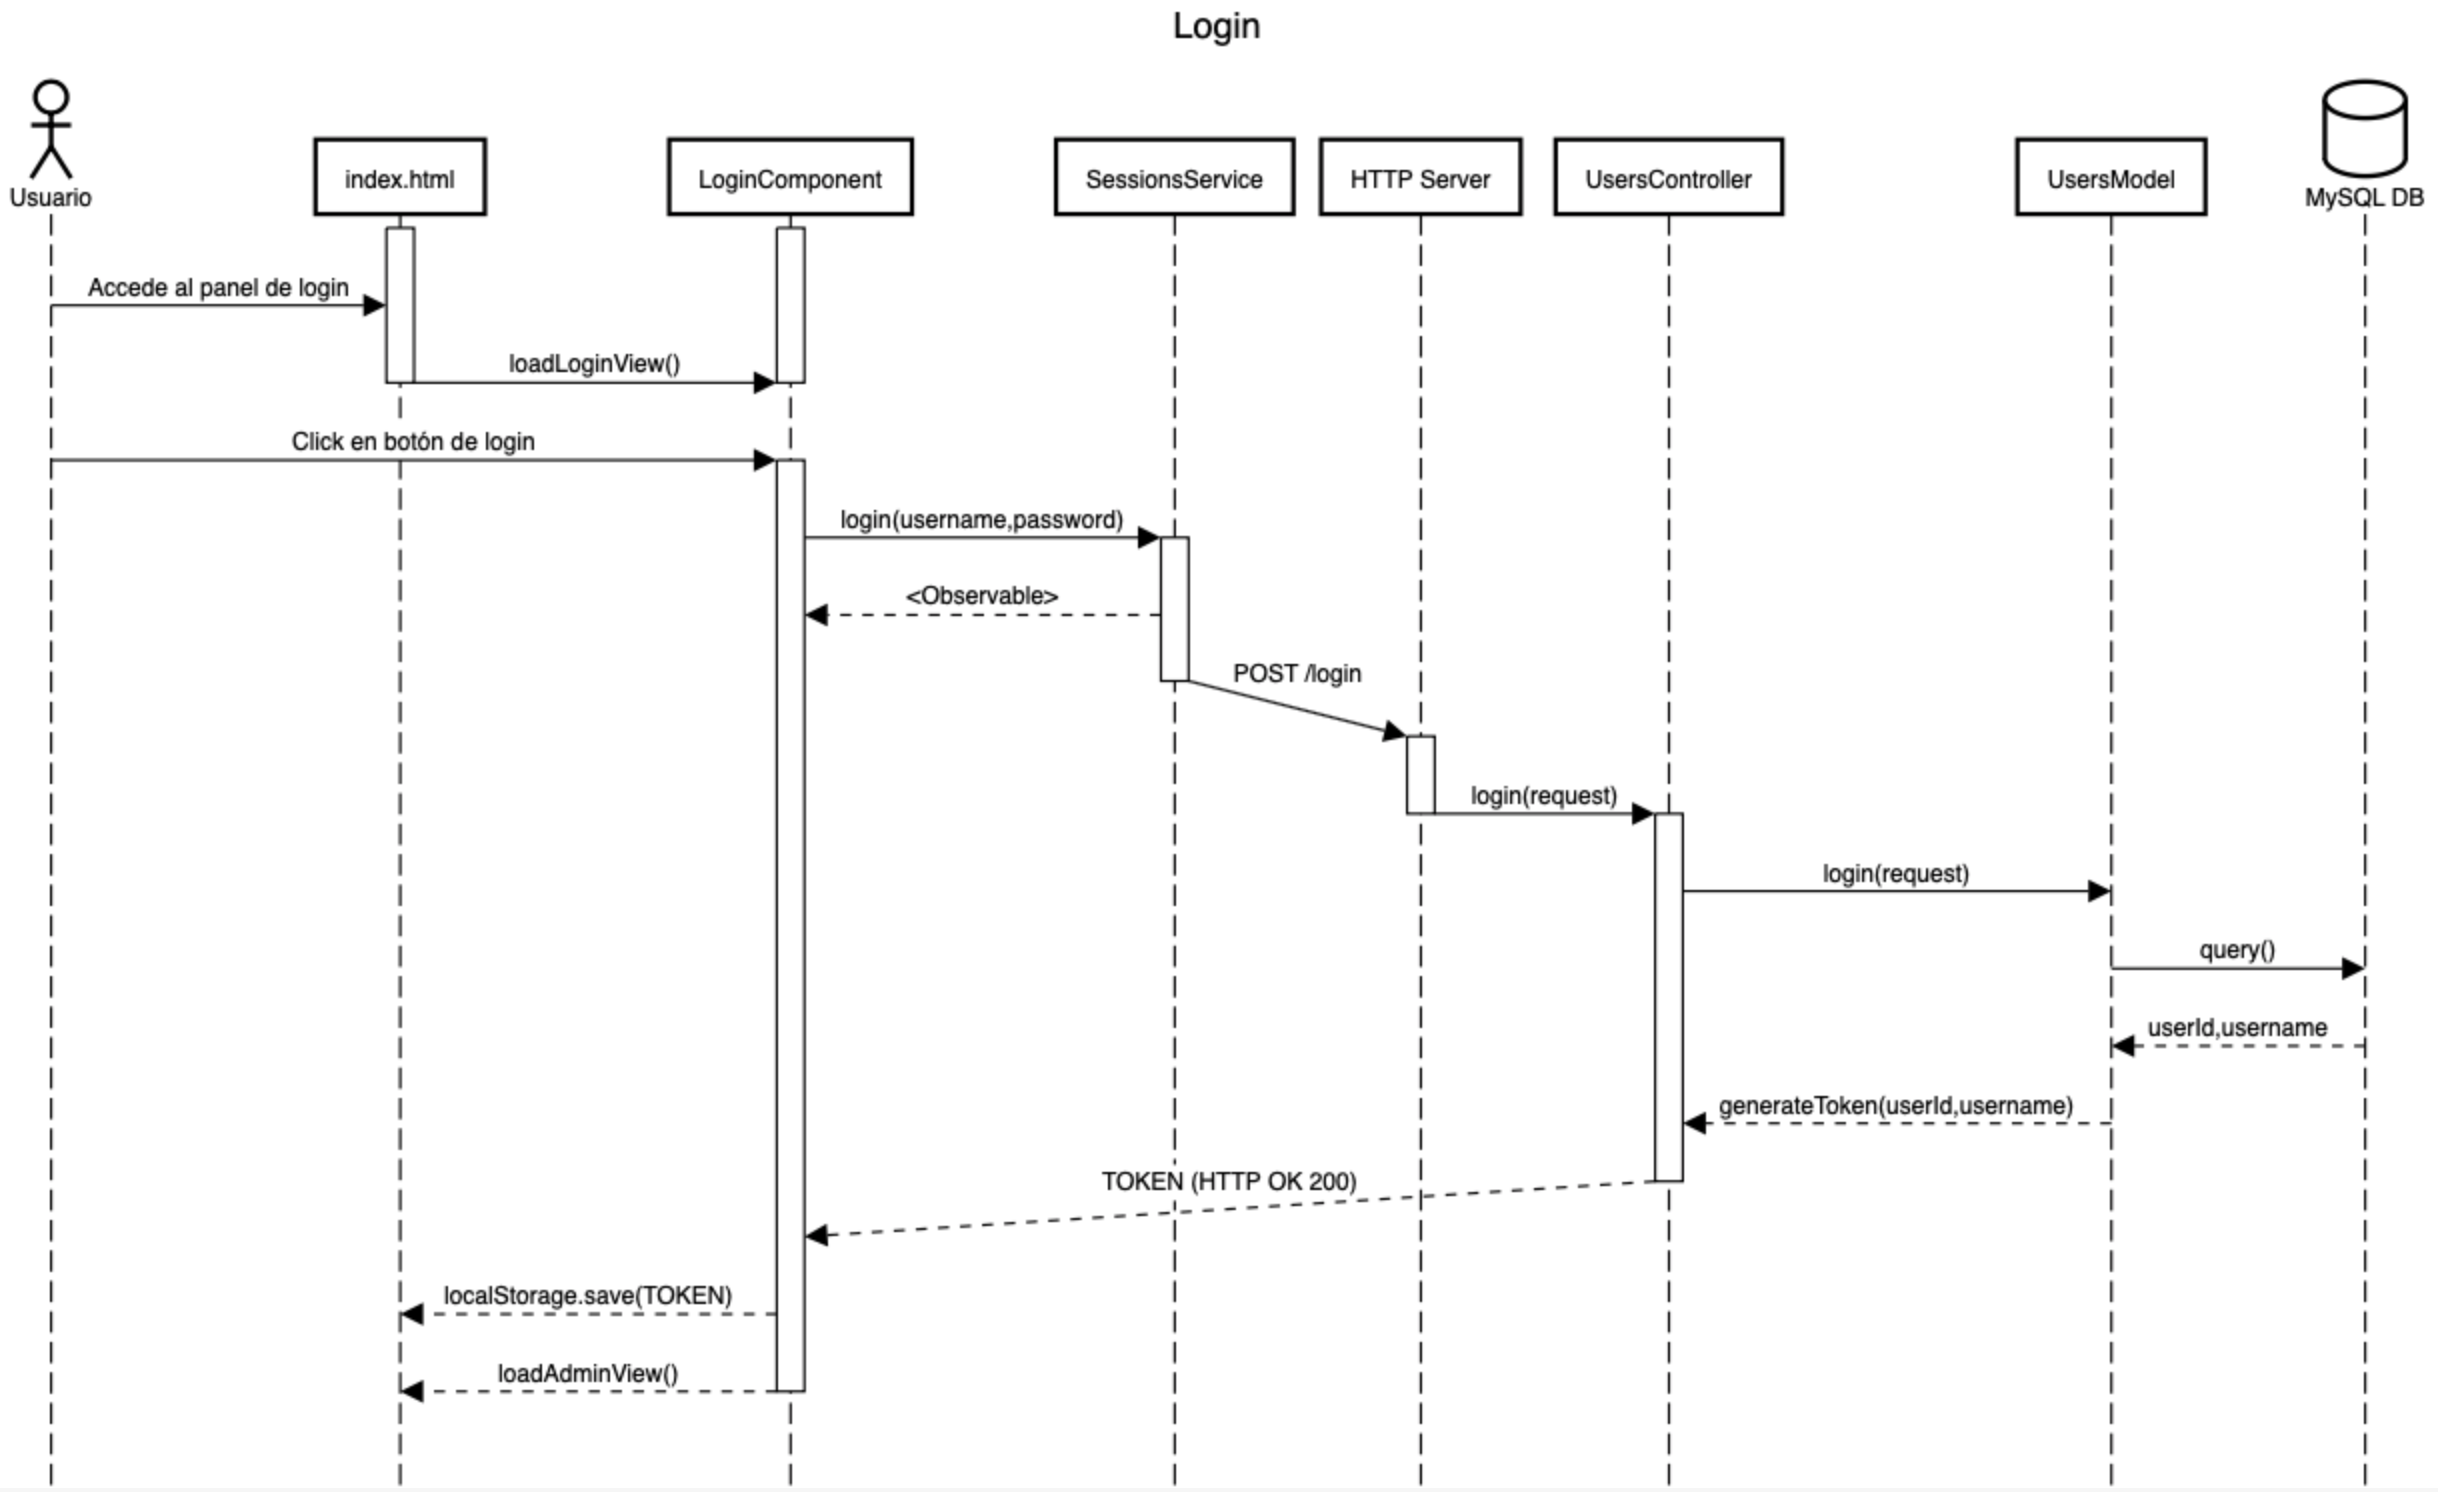 Login
Usuario
index.html
LoginComponent
SessionsService
HTTP Server
UsersController
UsersModel
MySQL DB
Accede al panel de login
loadLoginView()
Click en botón de login
login(username,password)
<Observable>
POST /login
login(request)
login(request)
query()
userId,username
generateToken(userId,username)
TOKEN (HTTP OK 200)
localStorage.save(TOKEN)
loadAdminView()